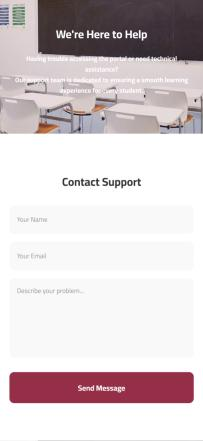 We're Here to Help
Having trouble accessing the portal or need technical
assistance?
Our support team is dedicated to ensuring a smooth learning
experience for every student.
Contact Support
Your Name
Your Email
Describe your problem...
Send Message